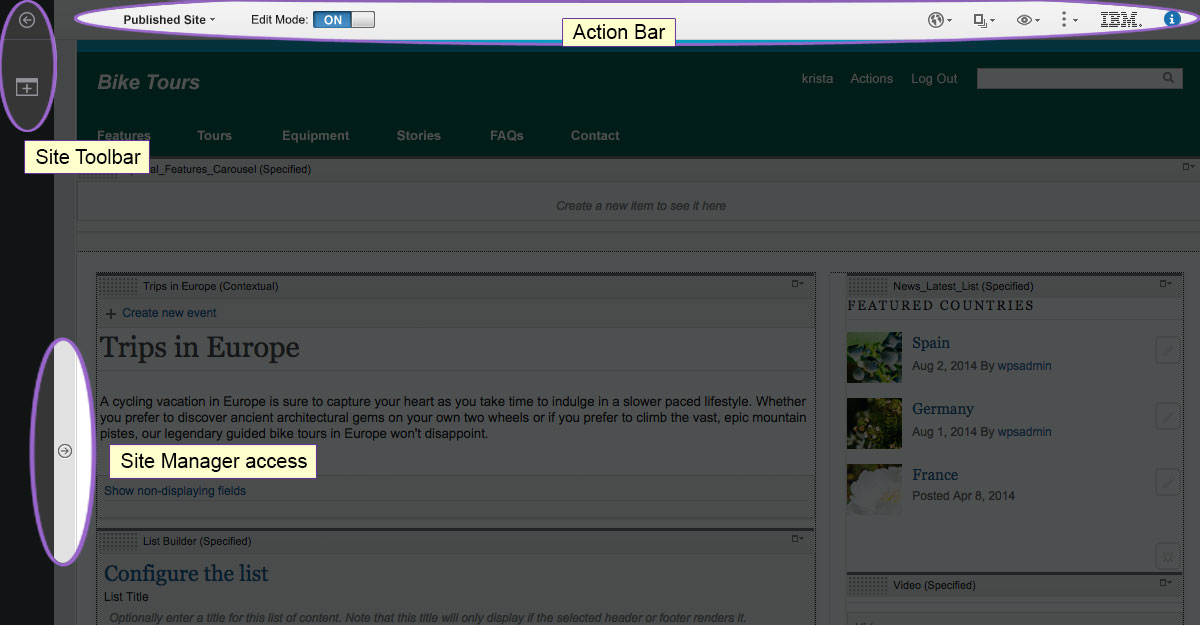 Published Site
Edit Mode: ON
IBM.
Action Bar
Bike Tours
krista
Actions
Log Out
Features
Tours
Equipment
Stories
FAQs
Contact
Site Toolbar
al_Features_Carousel (Specified)
Create a new item to see it here
Trips in Europe (Contextual)
Create new event
Trips in Europe
A cycling vacation in Europe is sure to capture your heart as you take time to indulge in a slower paced lifestyle. Whether
you prefer to discover ancient architectural gems on your own two wheels or if you prefer to climb the vast, epic mountain
pistes, our legendary guided bike tours in Europe won't disappoint.
Site Manager access
Show non-displaying fields
List Builder (Specified)
Configure the list
List Title
Optionally enter a title for this list of content. Note that this title will only display if the selected header or footer renders it.
News_Latest_List (Specified)
FEATURED COUNTRIES
Spain
Aug 2, 2014 By wpsadmin
Germany
Aug 1, 2014 By wpsadmin
France
Posted Apr 8, 2014
Video (Specified)